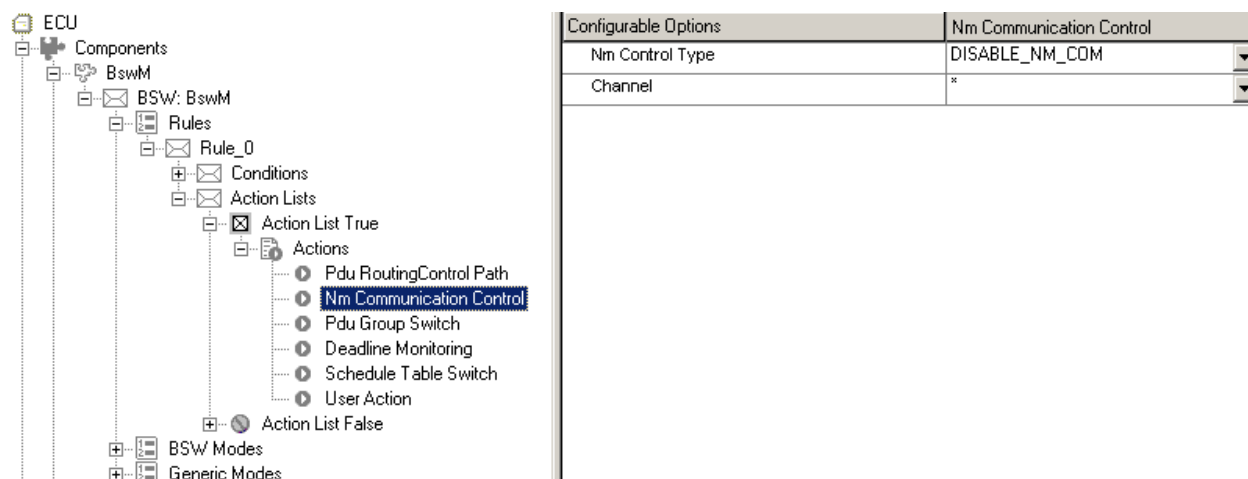 ECU
Components
BswM
BSW: BswM
Rules
Rule_0
Conditions
Action Lists
Action List True
Actions
Pdu RoutingControl Path
Nm Communication Control
Pdu Group Switch
Deadline Monitoring
Schedule Table Switch
User Action
Action List False
BSW Modes
Generic Modes
Configurable Options Nm Communication Control
Nm Control Type DISABLE_NM_COM
Channel *